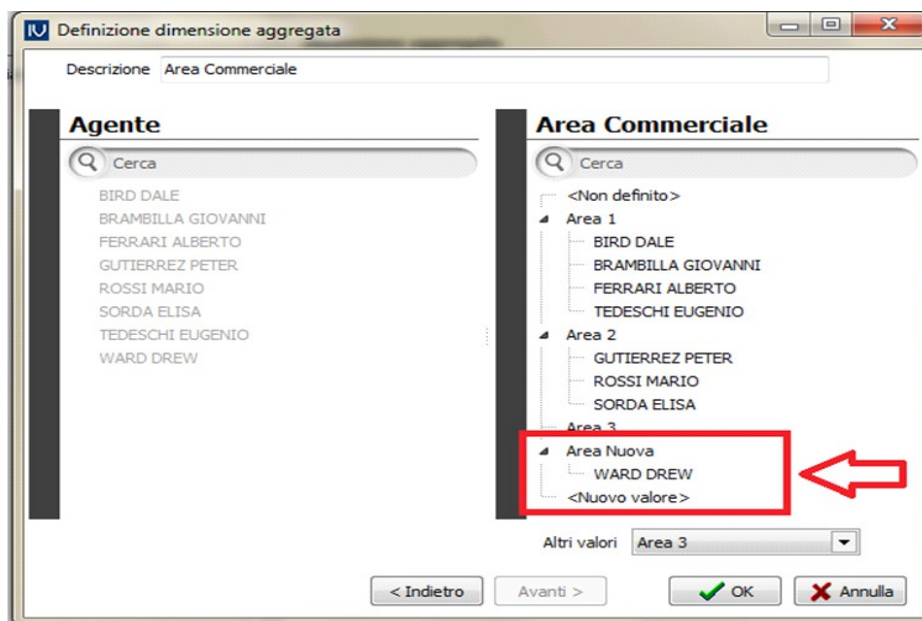 Definizione dimensione aggregata
Descrizione Area Commerciale
Agente
Cerca
BIRD DALE
BRAMBILLA GIOVANNI
FERRARI ALBERTO
GUTIERREZ PETER
ROSSI MARIO
SORDA ELISA
TEDESCHI EUGENIO
WARD DREW
Area Commerciale
Cerca
<Non definito>
Area 1
BIRD DALE
BRAMBILLA GIOVANNI
FERRARI ALBERTO
TEDESCHI EUGENIO
Area 2
GUTIERREZ PETER
ROSSI MARIO
SORDA ELISA
Area 3
Area Nuova
WARD DREW
<Nuovo valore>
Altri valori Area 3
< Indietro Avanti > OK Annulla